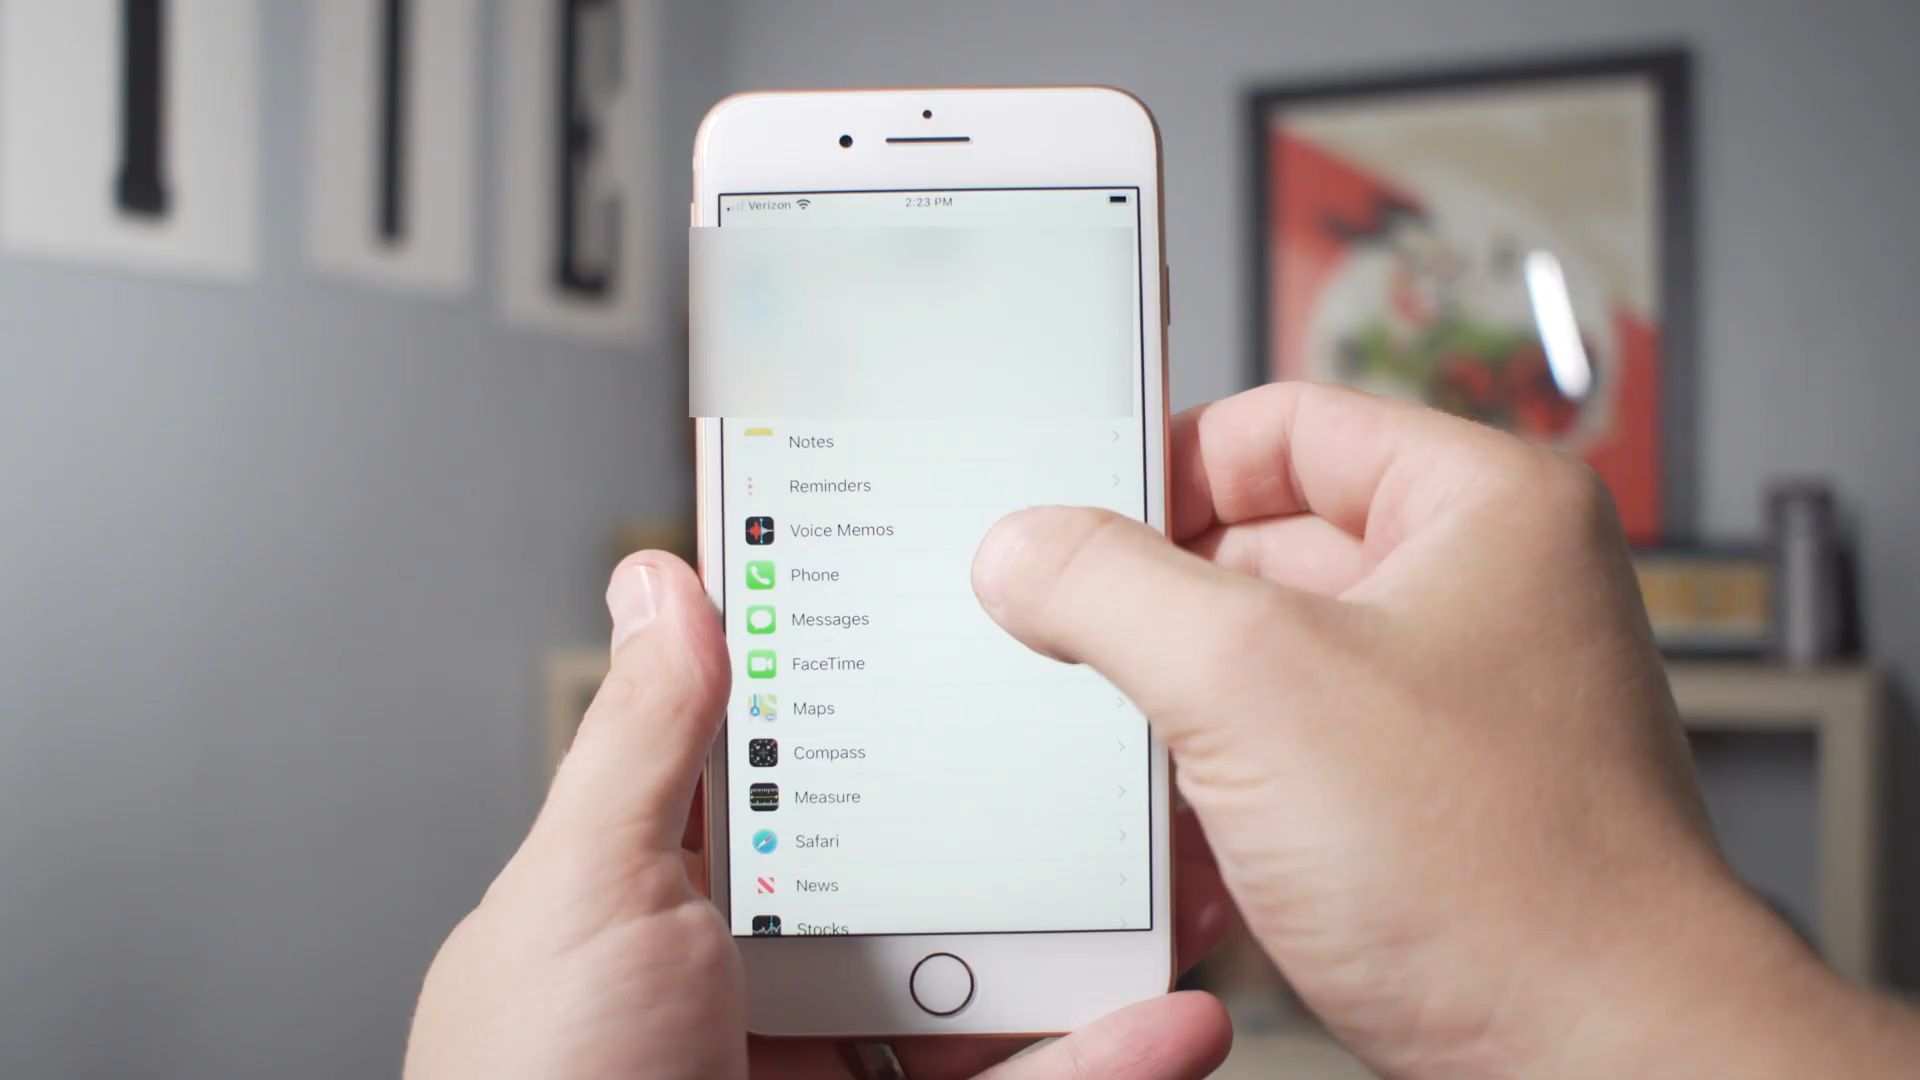 Verizon 2:23 PM
Notes
Reminders
Voice Memos
Phone
Messages
FaceTime
Maps
Compass
Measure
Safari
News
Stocks